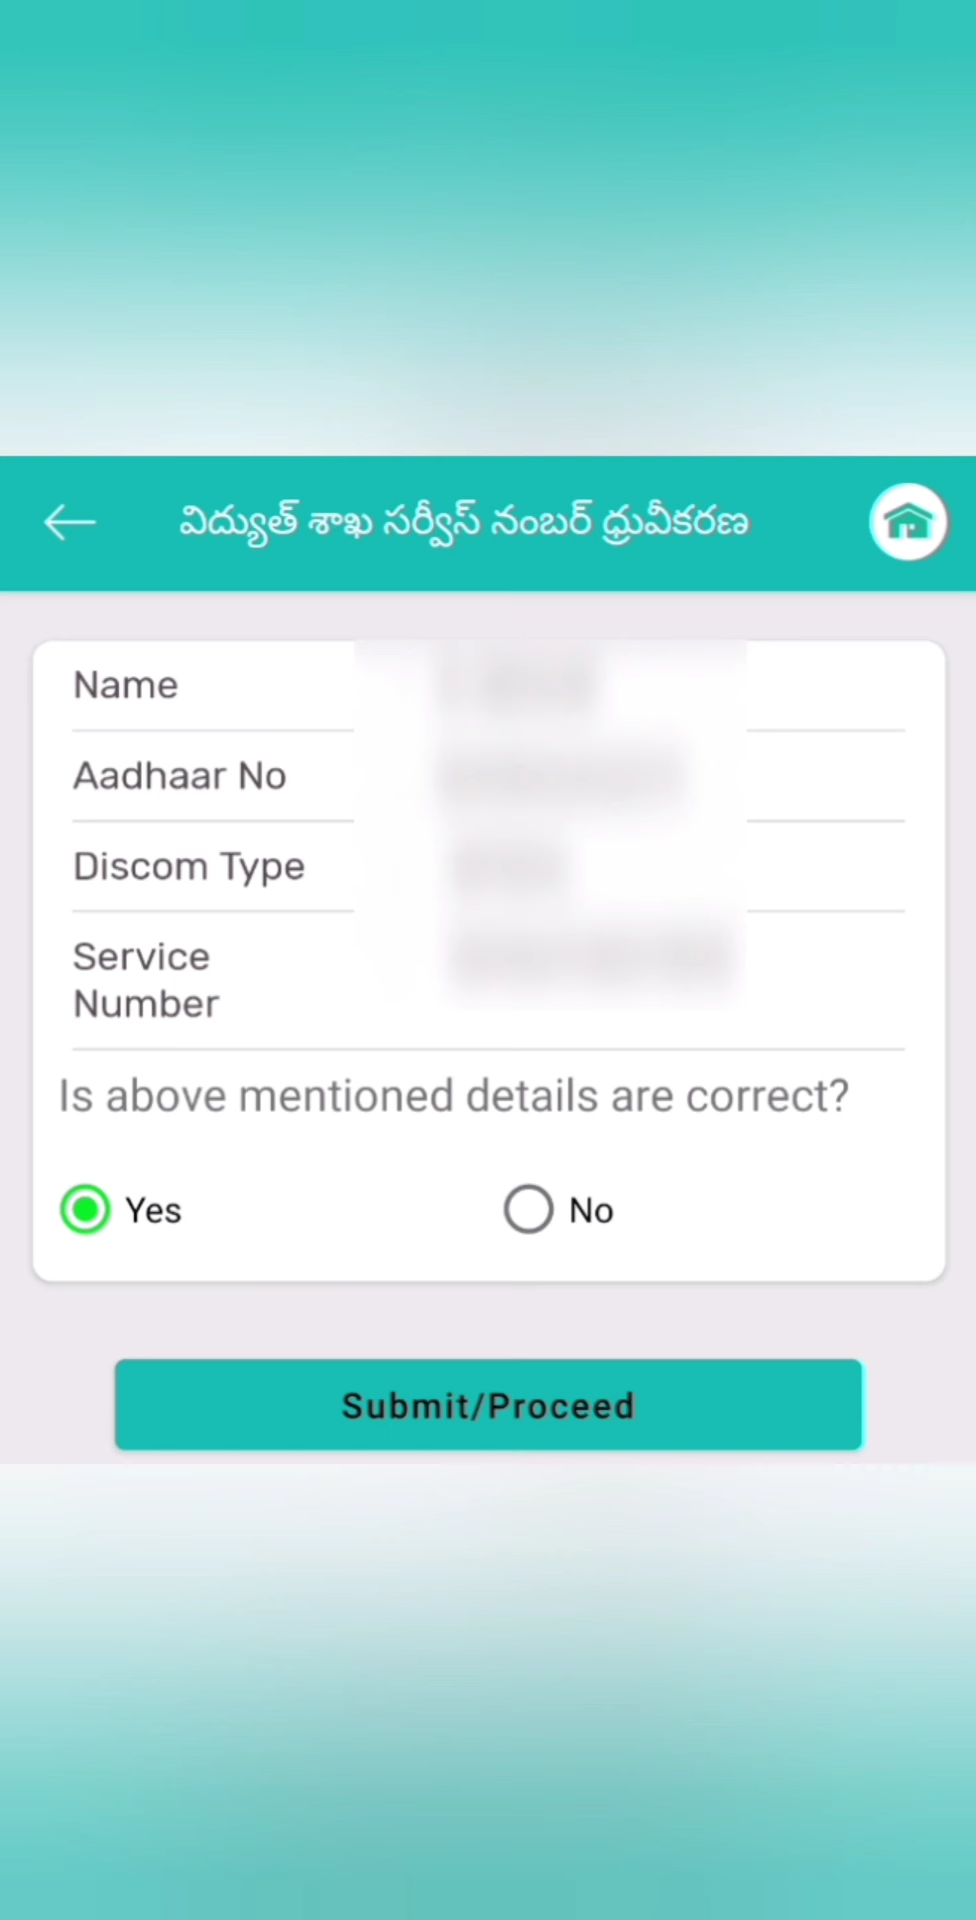 విద్యుత్ శాఖ సర్వీస్ నంబర్ ధ్రువీకరణ
Name
Aadhaar No
Discom Type
Service
Number
Is above mentioned details are correct?
Yes No
Submit/Proceed